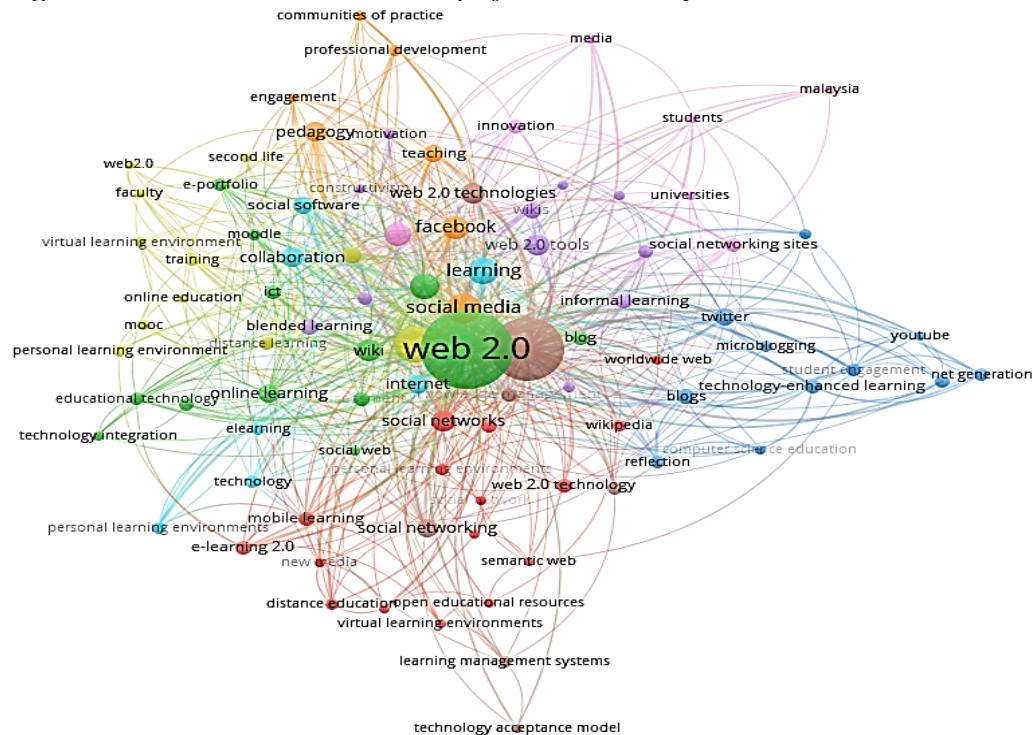 communities of practice
professional development
media
malaysia
engagement
students
pedagogy
motivation
innovation
teaching
web2.0
second life
faculty
e-portfolio
constructivism
web 2.0 technologies
universities
social software
wikis
moodle
facebook
virtual learning environment
web 2.0 tools
social networking sites
training
collaboration
learning
online education
ict
social media
informal learning
mooc
blended learning
twitter
distance learning
personal learning environment
wiki
web 2.0
blog
microblogging
youtube
worldwide web
student engagement
net generation
internet
technology-enhanced learning
educational technology
online learning
blogs
technology integration
elearning
social networks
wikipedia
social web
computer science education
reflection
personal learning environments
technology
web 2.0 technology
social network
personal learning environments
mobile learning
social networking
e-learning 2.0
new media
semantic web
distance education
open educational resources
virtual learning environments
learning management systems
technology acceptance model